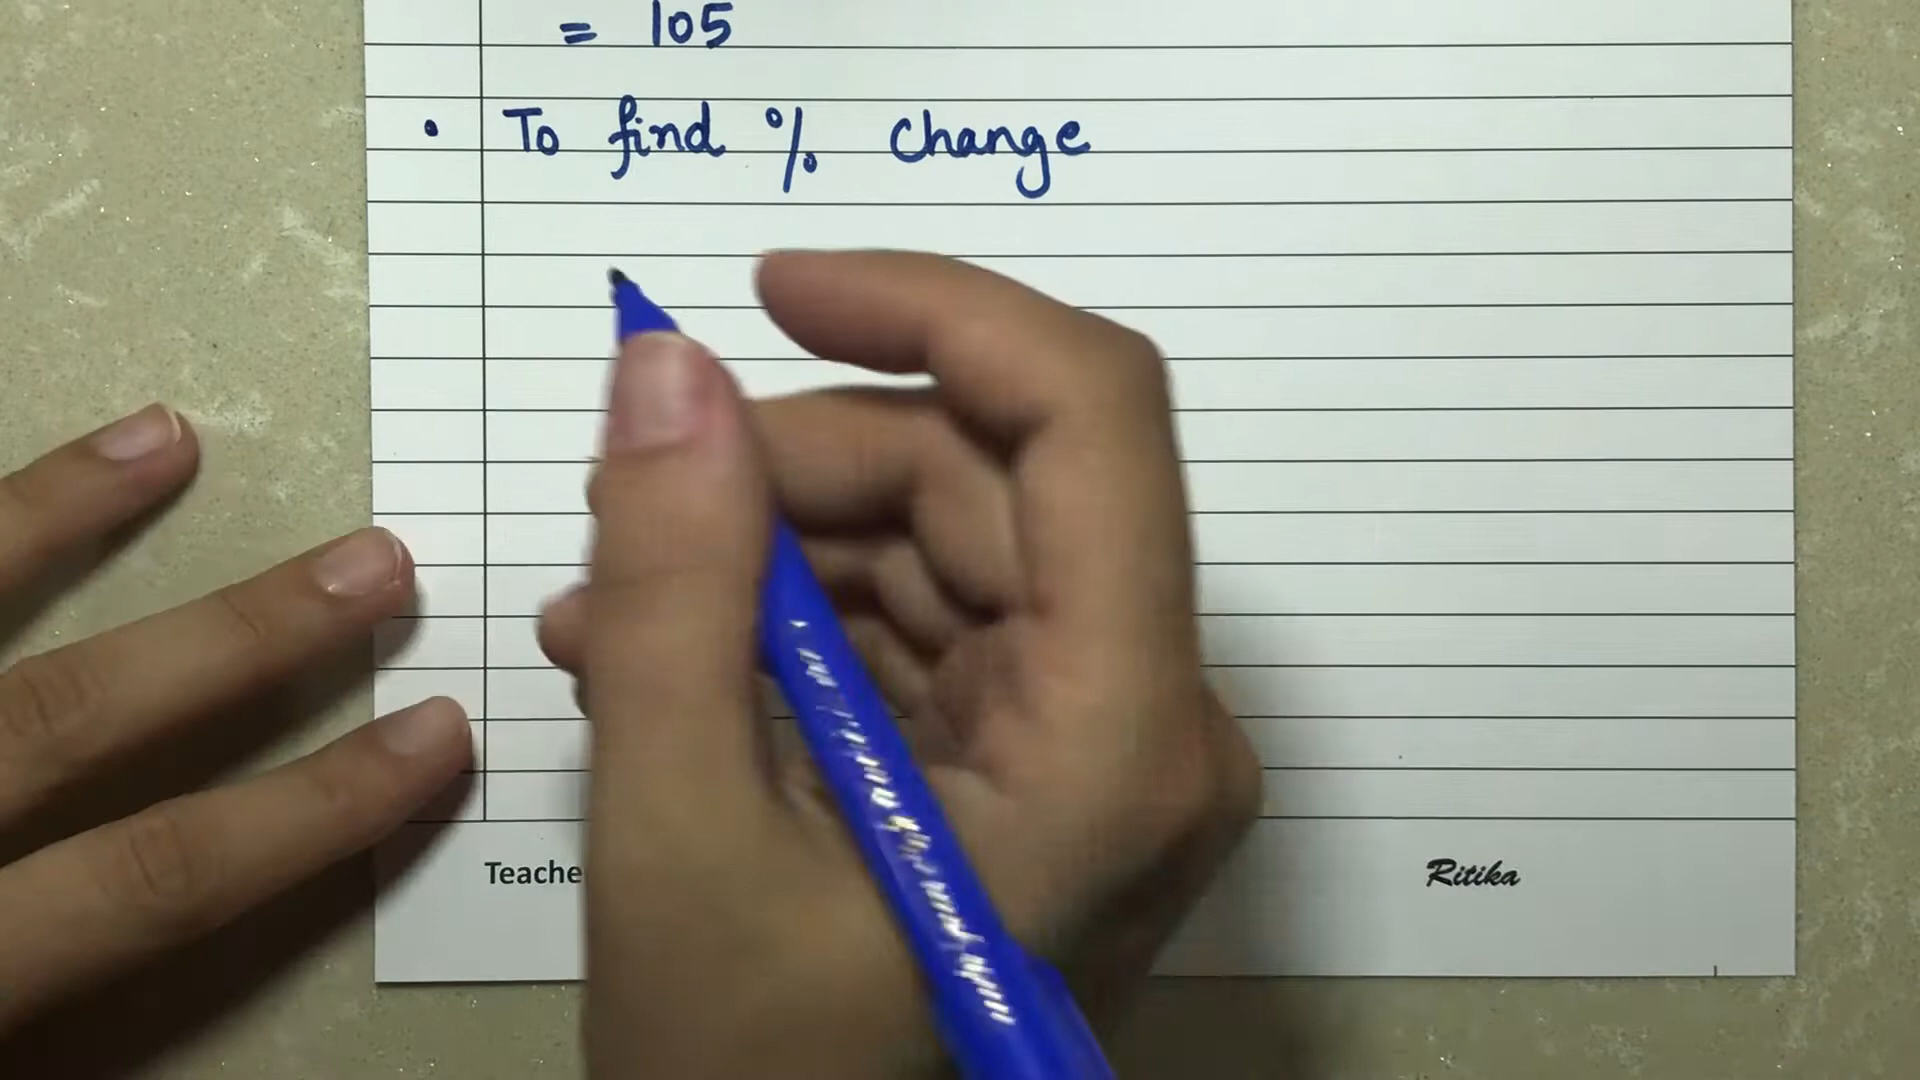 = 105
• To find % change
Teache
Ritika